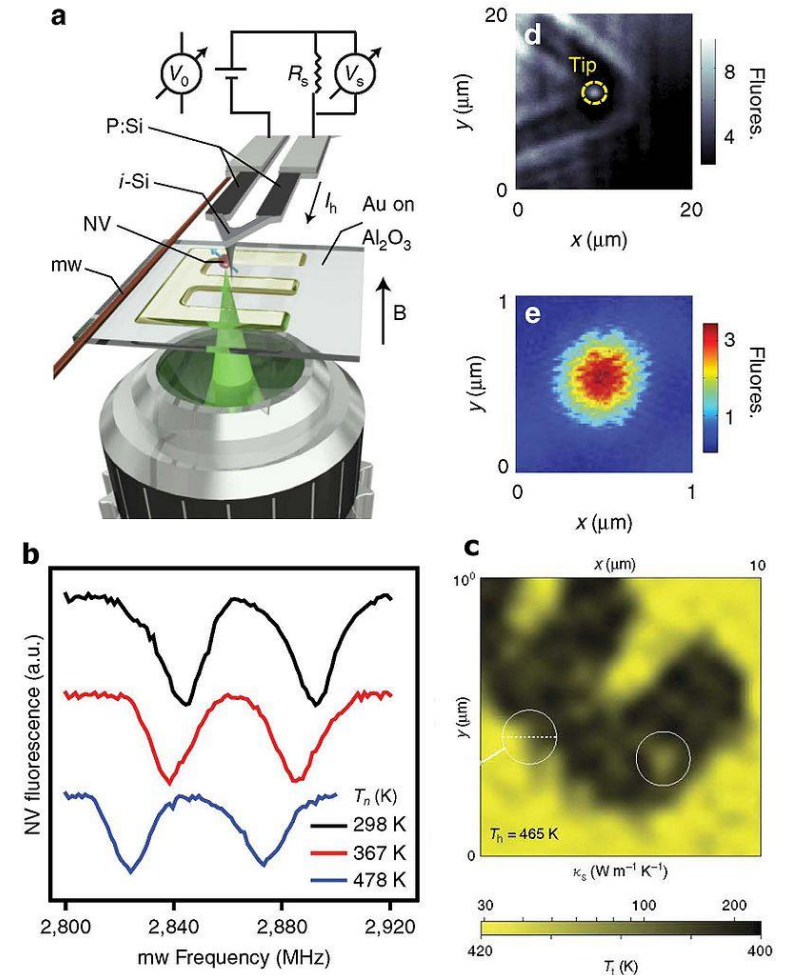 a
V0
Rs
Vs
P:Si
i-Si
NV
mw
Ih
Au on
Al2O3
B
d
20
y (μm)
0
Tip
0
20
x (μm)
8
4
Fluores.
e
1
y (μm)
0
0
1
x (μm)
3
1
Fluores.
b
NV fluorescence (a.u.)
Tn (K)
298 K
367 K
478 K
2,800
2,840
2,880
2,920
mw Frequency (MHz)
c
x (μm)
10
10⁰
y (μm)
0
Th = 465 K
κs (W m⁻¹ K⁻¹)
30
100
200
420
400
Tt (K)